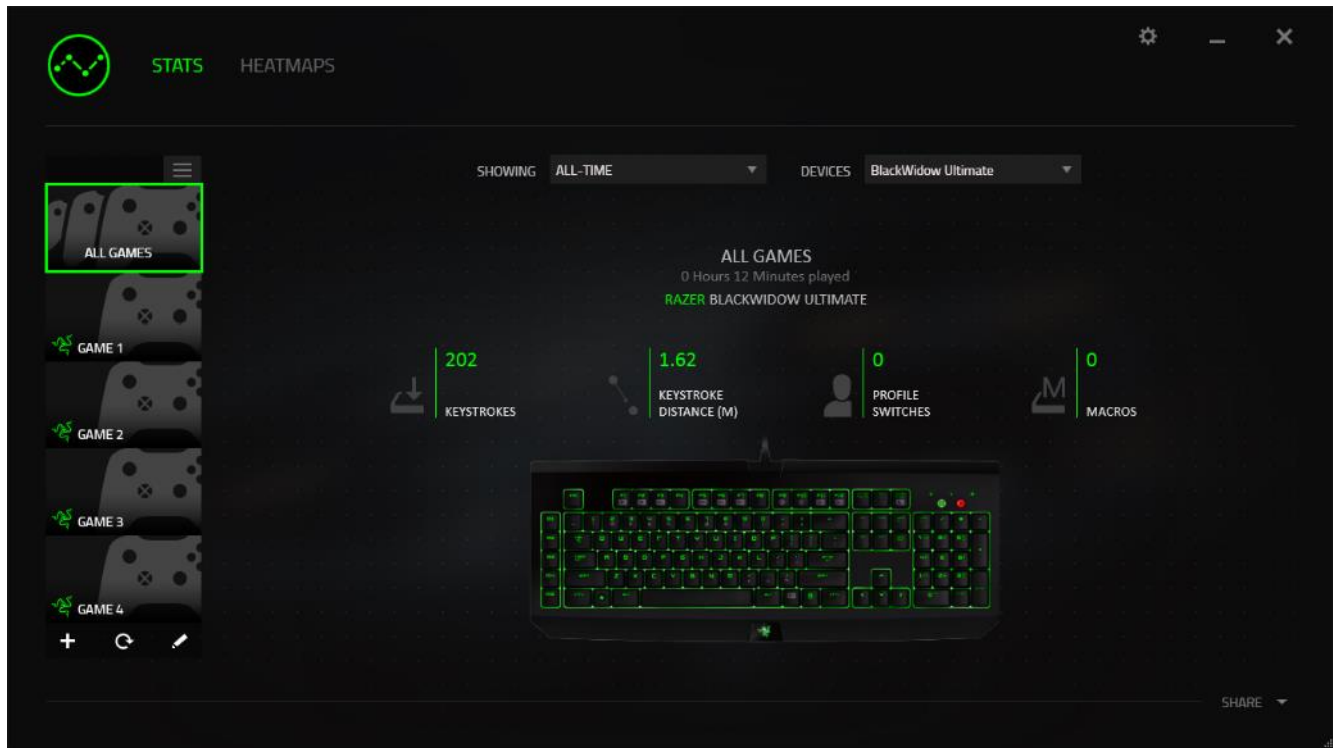 STATS HEATMAPS
SHOWING ALL-TIME DEVICES BlackWidow Ultimate
ALL GAMES
GAME 1
GAME 2
GAME 3
GAME 4
ALL GAMES
0 Hours 12 Minutes played
RAZER BLACKWIDOW ULTIMATE
202
KEYSTROKES
1.62
KEYSTROKE
DISTANCE (M)
0
PROFILE
SWITCHES
M
0
MACROS
SHARE